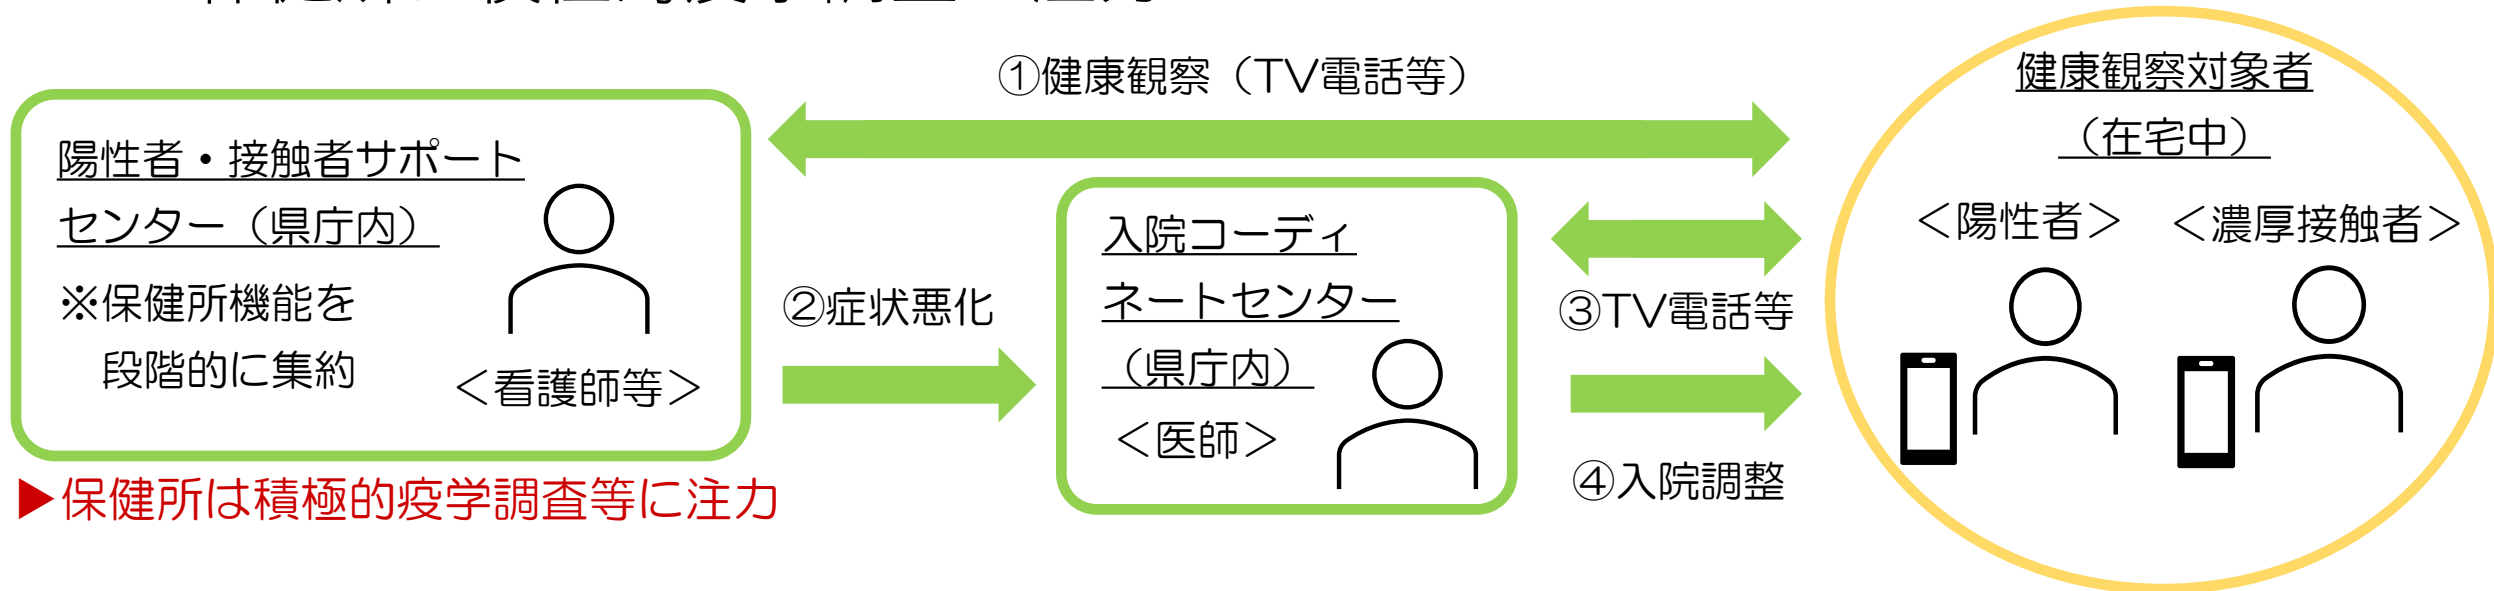 ①健康観察（TV電話等）
陽性者・接触者サポート
センター（県庁内）
※保健所機能を
段階的に集約
＜看護師等＞
▶保健所は積極的疫学調査等に注力
②症状悪化
入院コーディ
ネートセンター
（県庁内）
＜医師＞
③TV電話等
④入院調整
健康観察対象者
（在宅中）
＜陽性者＞
＜濃厚接触者＞